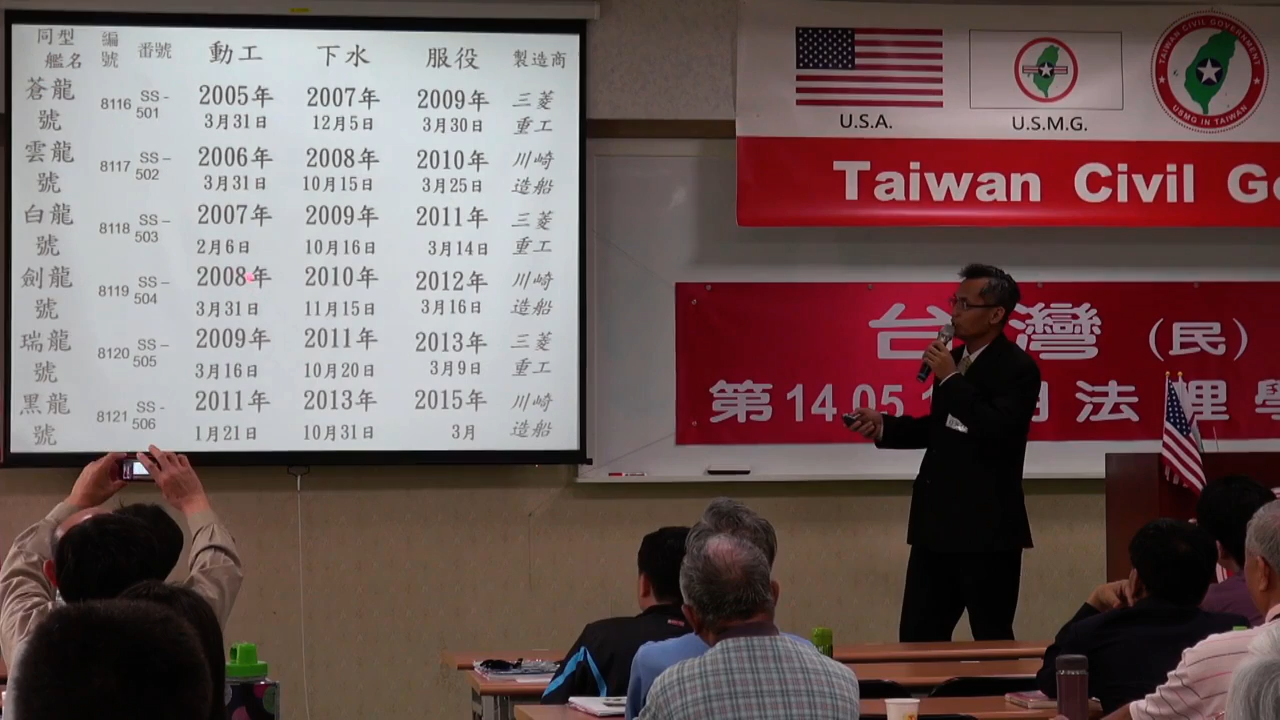 同型 編 番號 動工 下水 服役 製造商
艦名 號
蒼龍 8116 SS- 2005年 2007年 2009年 三菱
號 501 3月31日 12月5日 3月30日 重工
雲龍 8117 SS- 2006年 2008年 2010年 川崎
號 502 3月31日 10月15日 3月25日 造船
白龍 8118 SS- 2007年 2009年 2011年 三菱
號 503 2月6日 10月16日 3月14日 重工
劍龍 8119 SS- 2008年 2010年 2012年 川崎
號 504 3月31日 11月15日 3月16日 造船
瑞龍 8120 SS- 2009年 2011年 2013年 三菱
號 505 3月16日 10月20日 3月9日 重工
黑龍 8121 SS- 2011年 2013年 2015年 川崎
號 506 1月21日 10月31日 3月 造船
U.S.A. U.S.M.G.
TAIWAN CIVIL GOVERNMENT
USMG IN TAIWAN
Taiwan Civil
台灣(民)
第14.05 法理學